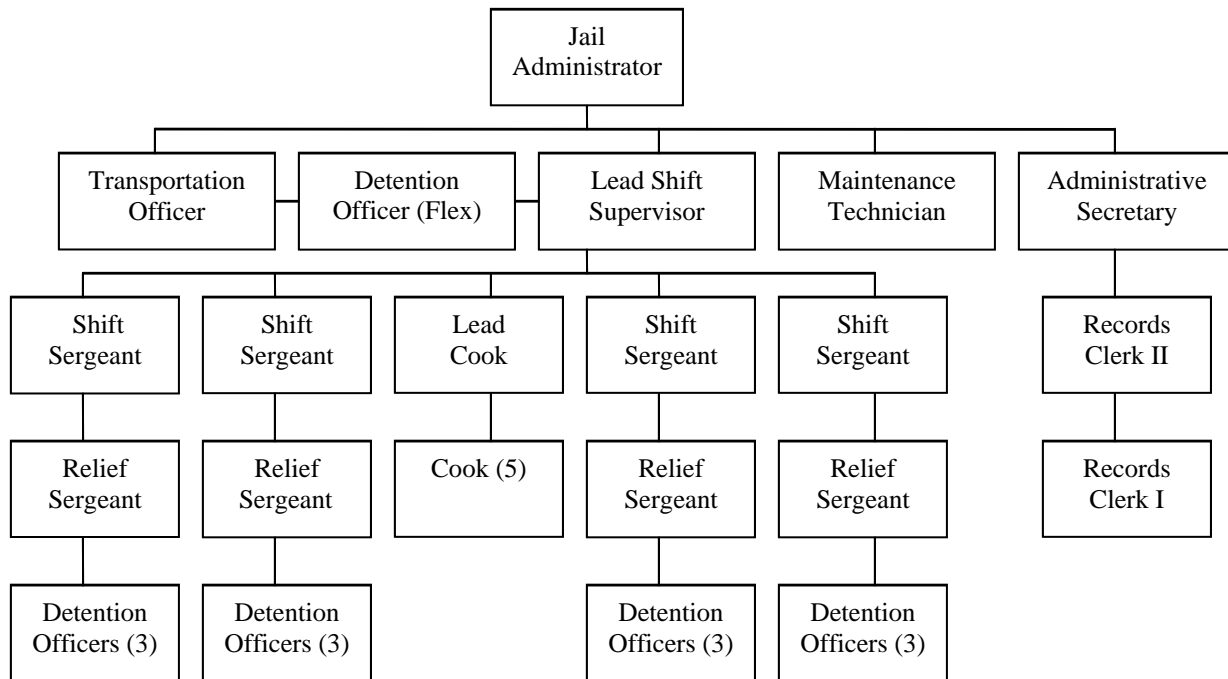 Jail
Administrator
Transportation
Officer
Detention
Officer (Flex)
Lead Shift
Supervisor
Maintenance
Technician
Administrative
Secretary
Shift
Sergeant
Shift
Sergeant
Lead
Cook
Shift
Sergeant
Shift
Sergeant
Records
Clerk II
Relief
Sergeant
Relief
Sergeant
Cook (5)
Relief
Sergeant
Relief
Sergeant
Records
Clerk I
Detention
Officers (3)
Detention
Officers (3)
Detention
Officers (3)
Detention
Officers (3)